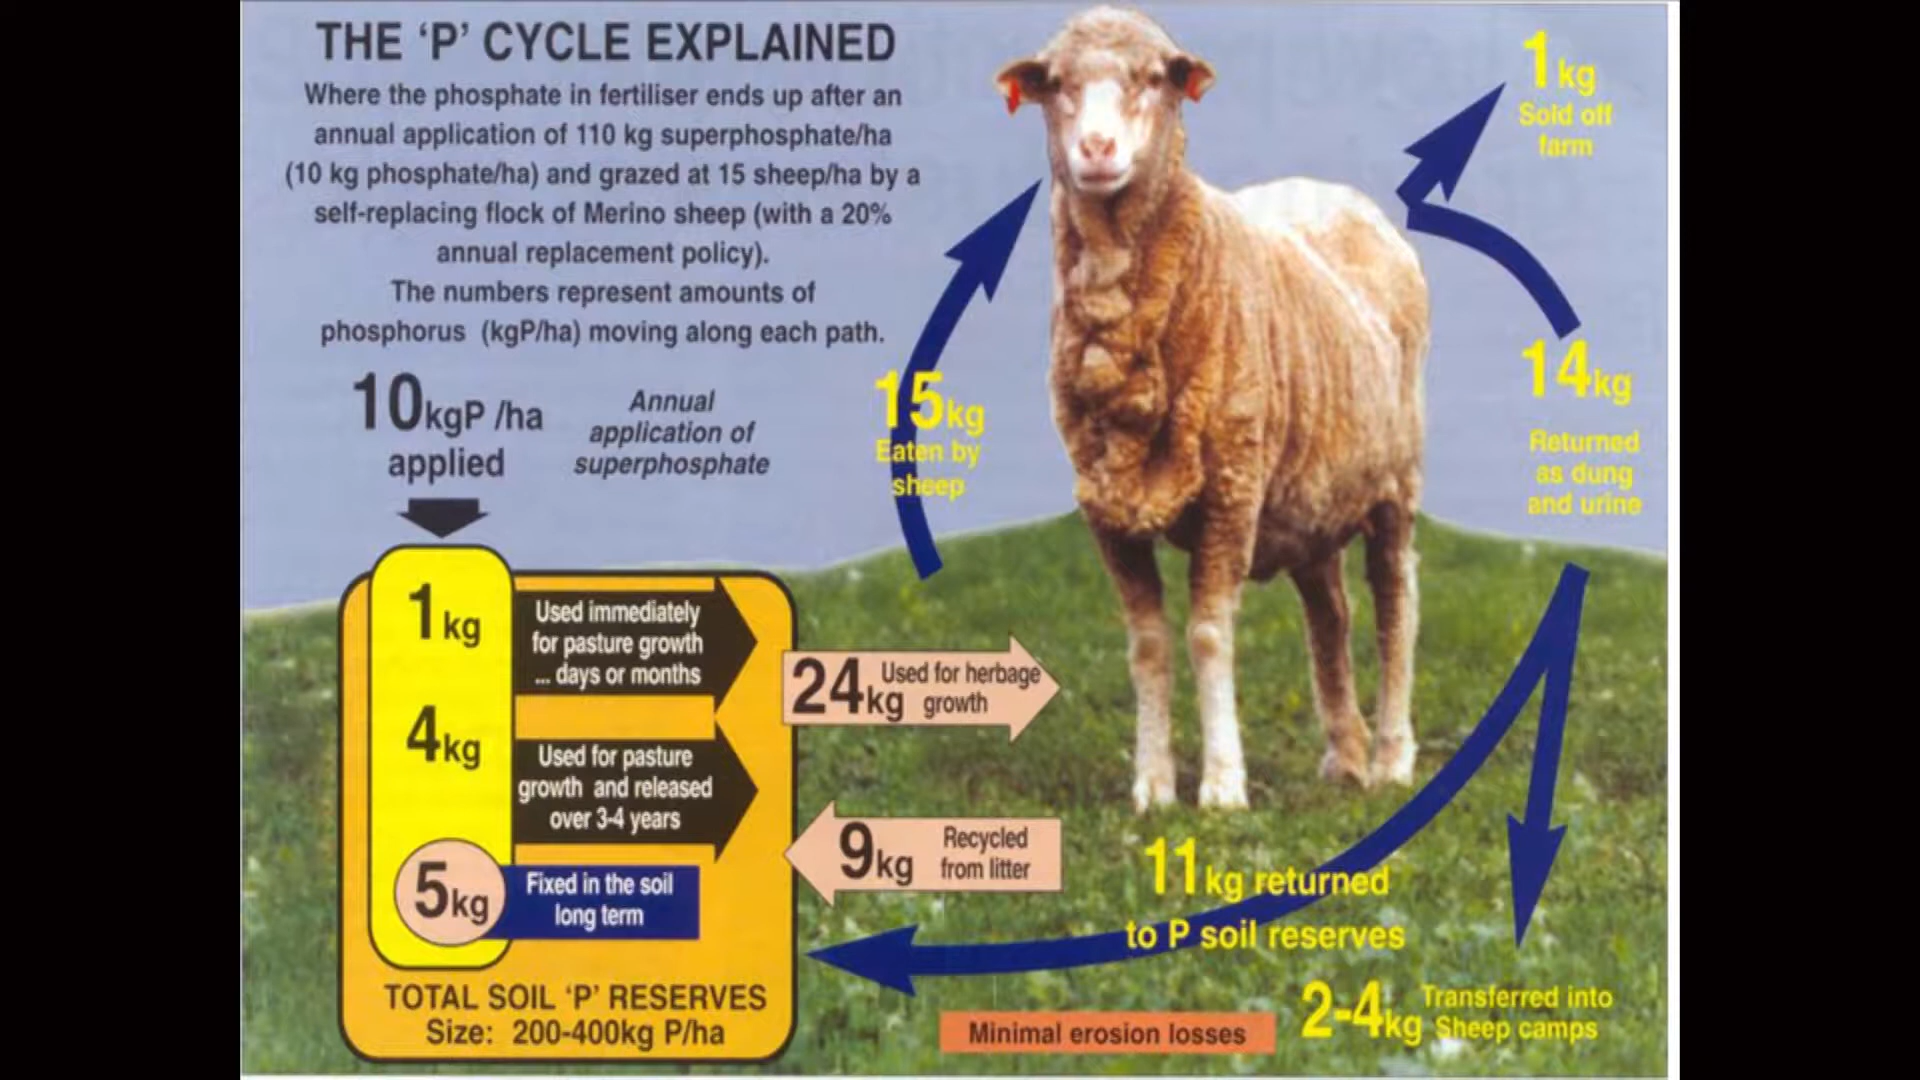 THE ‘P’ CYCLE EXPLAINED
Where the phosphate in fertiliser ends up after an
annual application of 110 kg superphosphate/ha
(10 kg phosphate/ha) and grazed at 15 sheep/ha by a
self-replacing flock of Merino sheep (with a 20%
annual replacement policy).
The numbers represent amounts of
phosphorus (kgP/ha) moving along each path.
10kgP /ha
applied
Annual
application of
superphosphate
15kg
Eaten by
sheep
1kg
Sold off
farm
14kg
Returned
as dung
and urine
1kg
Used immediately
for pasture growth
... days or months
4kg
Used for pasture
growth and released
over 3-4 years
5kg
Fixed in the soil
long term
TOTAL SOIL ‘P’ RESERVES
Size: 200-400kg P/ha
24kg
Used for herbage
growth
9kg
Recycled
from litter
11kg returned
to P soil reserves
2-4kg
Transferred into
Sheep camps
Minimal erosion losses